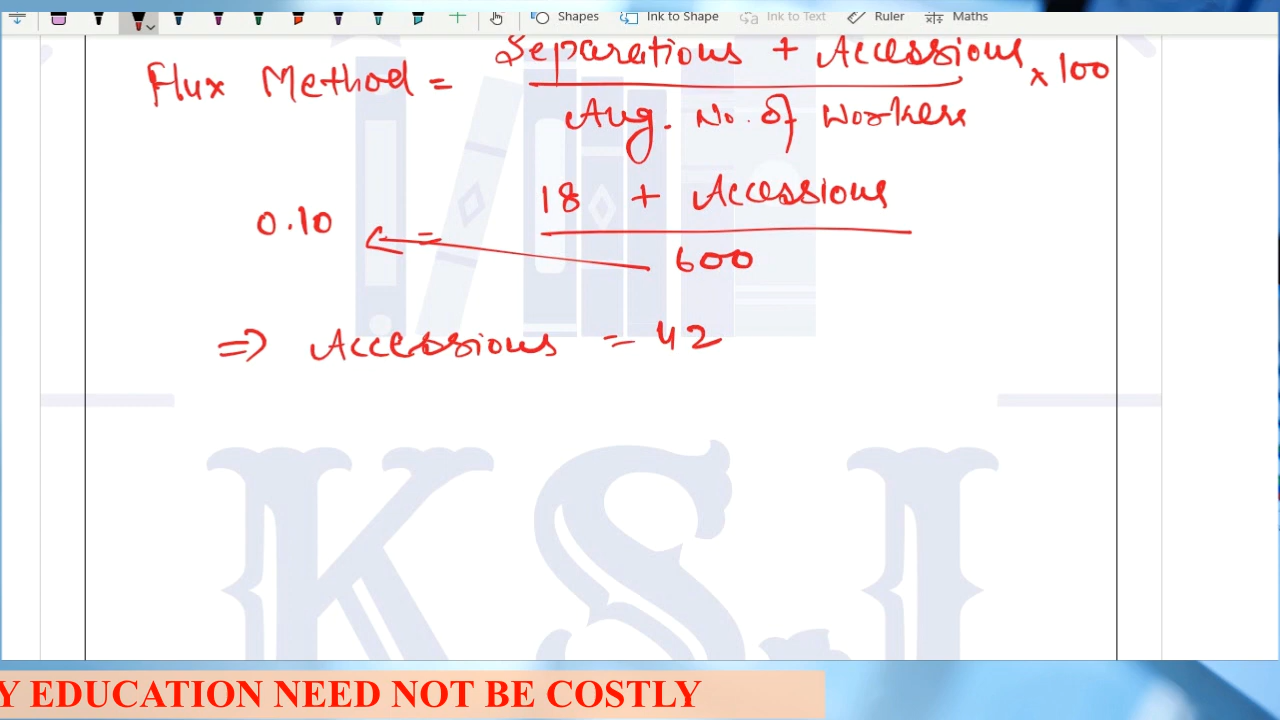 Shapes Ink to Shape Ink to Text Ruler Maths
Flux Method = Separations + Accessions × 100
Avg. No. of Workers
0.10 = 18 + Accessions
600
⇒ Accessions = 42
KSJ
Y EDUCATION NEED NOT BE COSTLY